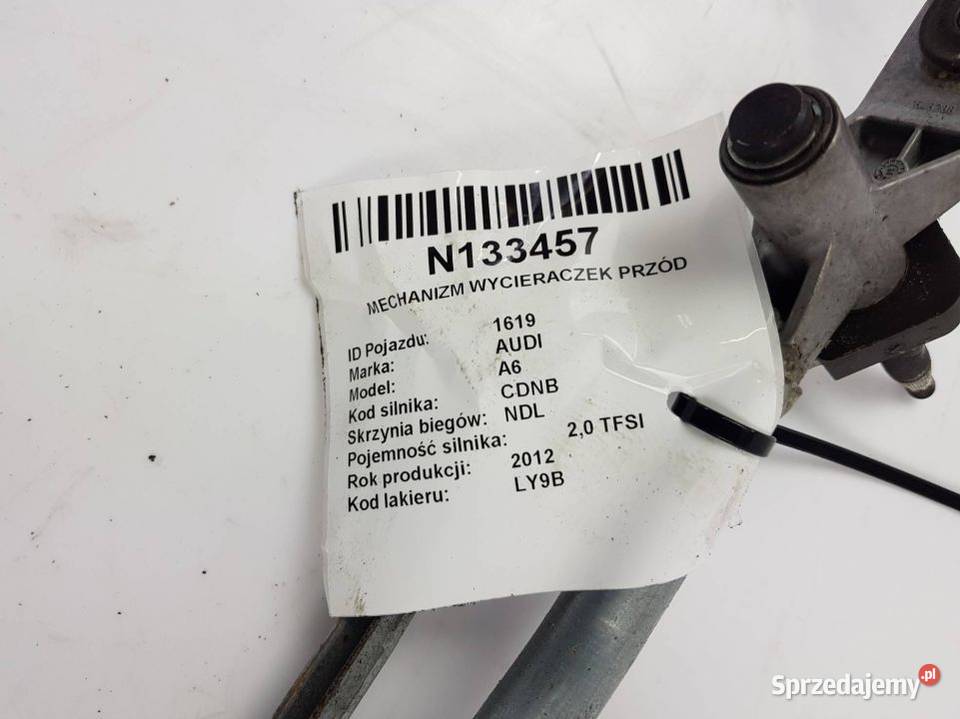 N133457
MECHANIZM WYCIERACZEK PRZÓD
ID Pojazdu: 1619
Marka: AUDI
Model: A6
Kod silnika: CDNB
Skrzynia biegów: NDL
Pojemność silnika: 2,0 TFSI
Rok produkcji: 2012
Kod lakieru: LY9B
Sprzedajemy.pl